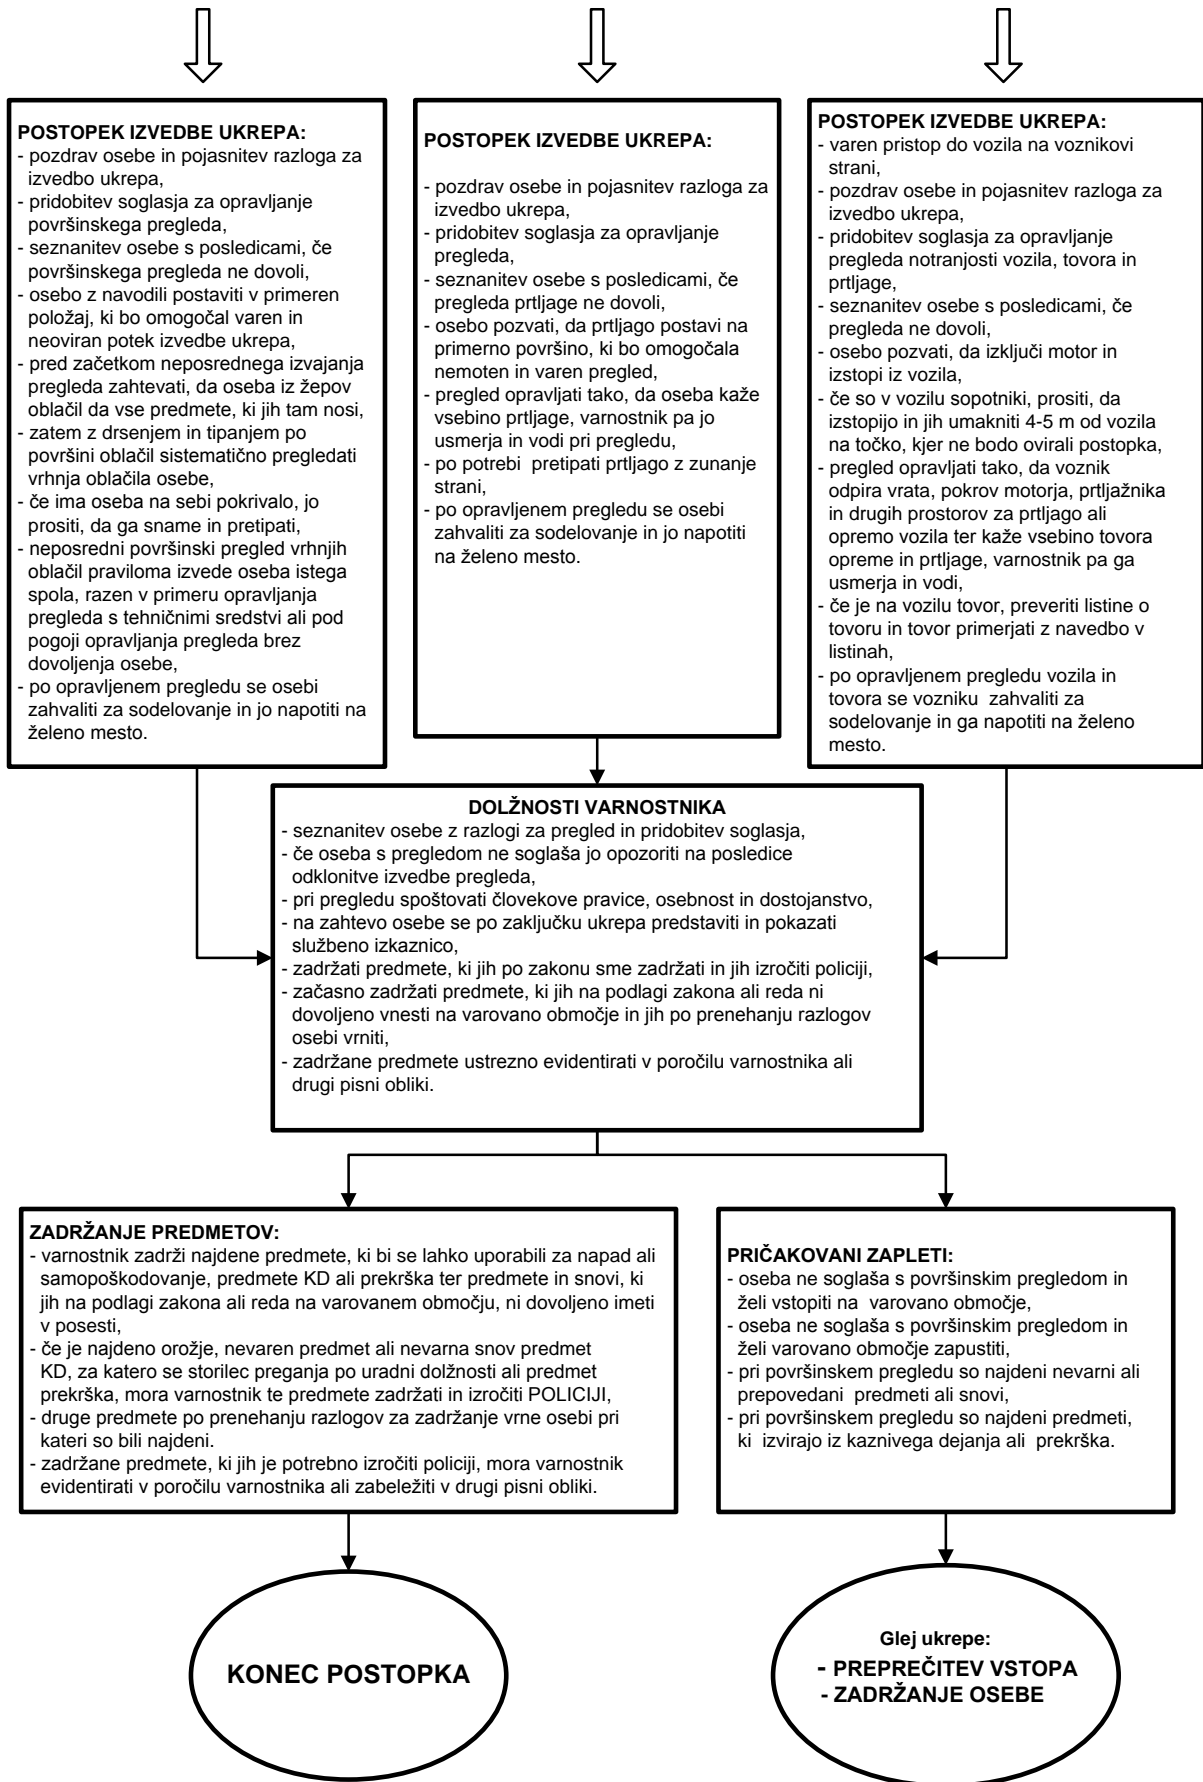 POSTOPEK IZVEDBE UKREPA:
- pozdrav osebe in pojasnitev razloga za
izvedbo ukrepa,
- pridobitev soglasja za opravljanje
površinskega pregleda,
- seznanitev osebe s posledicami, če
površinskega pregleda ne dovoli,
- osebo z navodili postaviti v primeren
položaj, ki bo omogočal varen in
neoviran potek izvedbe ukrepa,
- pred začetkom neposrednega izvajanja
pregleda zahtevati, da oseba iz žepov
oblačil da vse predmete, ki jih tam nosi,
- zatem z drsenjem in tipanjem po
površini oblačil sistematično pregledati
vrhnja oblačila osebe,
- če ima oseba na sebi pokrivalo, jo
prositi, da ga sname in pretipati,
- neposredni površinski pregled vrhnjih
oblačil praviloma izvede oseba istega
spola, razen v primeru opravljanja
pregleda s tehničnimi sredstvi ali pod
pogoji opravljanja pregleda brez
dovoljenja osebe,
- po opravljenem pregledu se osebi
zahvaliti za sodelovanje in jo napotiti na
želeno mesto.
POSTOPEK IZVEDBE UKREPA:
- pozdrav osebe in pojasnitev razloga za
izvedbo ukrepa,
- pridobitev soglasja za opravljanje
pregleda,
- seznanitev osebe s posledicami, če
pregleda prtljage ne dovoli,
- osebo pozvati, da prtljago postavi na
primerno površino, ki bo omogočala
nemoten in varen pregled,
- pregled opravljati tako, da oseba kaže
vsebino prtljage, varnostnik pa jo
usmerja in vodi pri pregledu,
- po potrebi pretipati prtljago z zunanje
strani,
- po opravljenem pregledu se osebi
zahvaliti za sodelovanje in jo napotiti
na želeno mesto.
POSTOPEK IZVEDBE UKREPA:
- varen pristop do vozila na voznikovi
strani,
- pozdrav osebe in pojasnitev razloga za
izvedbo ukrepa,
- pridobitev soglasja za opravljanje
pregleda notranjosti vozila, tovora in
prtljage,
- seznanitev osebe s posledicami, če
pregleda ne dovoli,
- osebo pozvati, da izključi motor in
izstopi iz vozila,
- če so v vozilu sopotniki, prositi, da
izstopijo in jih umakniti 4-5 m od vozila
na točko, kjer ne bodo ovirali postopka,
- pregled opravljati tako, da voznik
odpira vrata, pokrov motorja, prtljažnika
in drugih prostorov za prtljago ali
opremo vozila ter kaže vsebino tovora
opreme in prtljage, varnostnik pa ga
usmerja in vodi,
- če je na vozilu tovor, preveriti listine o
tovoru in tovor primerjati z navedbo v
listinah,
- po opravljenem pregledu vozila in
tovora se vozniku zahvaliti za
sodelovanje in ga napotiti na želeno
mesto.
DOLŽNOSTI VARNOSTNIKA
- seznanitev osebe z razlogi za pregled in pridobitev soglasja,
- če oseba s pregledom ne soglaša jo opozoriti na posledice
odklonitve izvedbe pregleda,
- pri pregledu spoštovati človekove pravice, osebnost in dostojanstvo,
- na zahtevo osebe se po zaključku ukrepa predstaviti in pokazati
službeno izkaznico,
- zadržati predmete, ki jih po zakonu sme zadržati in jih izročiti policiji,
- začasno zadržati predmete, ki jih na podlagi zakona ali reda ni
dovoljeno vnesti na varovano območje in jih po prenehanju razlogov
osebi vrniti,
- zadržane predmete ustrezno evidentirati v poročilu varnostnika ali
drugi pisni obliki.
ZADRŽANJE PREDMETOV:
- varnostnik zadrži najdene predmete, ki bi se lahko uporabili za napad ali
samopoškodovanje, predmete KD ali prekrška ter predmete in snovi, ki
jih na podlagi zakona ali reda na varovanem območju, ni dovoljeno imeti
v posesti,
- če je najdeno orožje, nevaren predmet ali nevarna snov predmet
KD, za katero se storilec preganja po uradni dolžnosti ali predmet
prekrška, mora varnostnik te predmete zadržati in izročiti POLICIJI,
- druge predmete po prenehanju razlogov za zadržanje vrne osebi pri
kateri so bili najdeni.
- zadržane predmete, ki jih je potrebno izročiti policiji, mora varnostnik
evidentirati v poročilu varnostnika ali zabeležiti v drugi pisni obliki.
PRIČAKOVANI ZAPLETI:
- oseba ne soglaša s površinskim pregledom in
želi vstopiti na varovano območje,
- oseba ne soglaša s površinskim pregledom in
želi varovano območje zapustiti,
- pri površinskem pregledu so najdeni nevarni ali
prepovedani predmeti ali snovi,
- pri površinskem pregledu so najdeni predmeti,
ki izvirajo iz kaznivega dejanja ali prekrška.
KONEC POSTOPKA
Glej ukrepe:
- PREPREČITEV VSTOPA
- ZADRŽANJE OSEBE